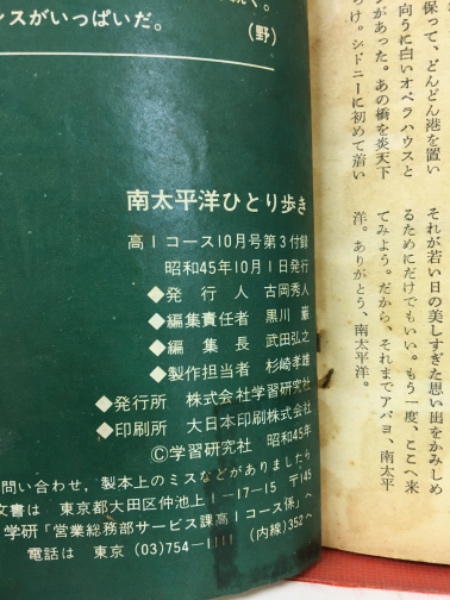 ンスがいっぱいだ。
(野)
南太平洋ひとり歩き
高1コース10月号第3付録
昭和45年10月1日発行
◆発行人 古岡秀人
◆編集責任者 黒川巌
◆編集長 武田弘之
◆製作担当者 杉崎孝雄
◆発行所 株式会社学習研究社
◆印刷所 大日本印刷株式会社
©学習研究社 昭和45年
問い合わせ，製本上のミスなどがありましたら
文書は 東京都大田区仲池上1-17-15 〒145
学研「営業総務部サービス課高1コース係」へ
電話は 東京(03)754-1111(内線)352へ
保って、どんどん港を置い
向うに白いオペラハウスと
があった。あの橋を炎天下
け。シドニーに初めて着い
それが若い日の美しすぎた思い出をかみしめ
るためにだけでもいい。もう一度、ここへ来
てみよう。だから、それまでアバヨ、南太平
洋。ありがとう、南太平洋。